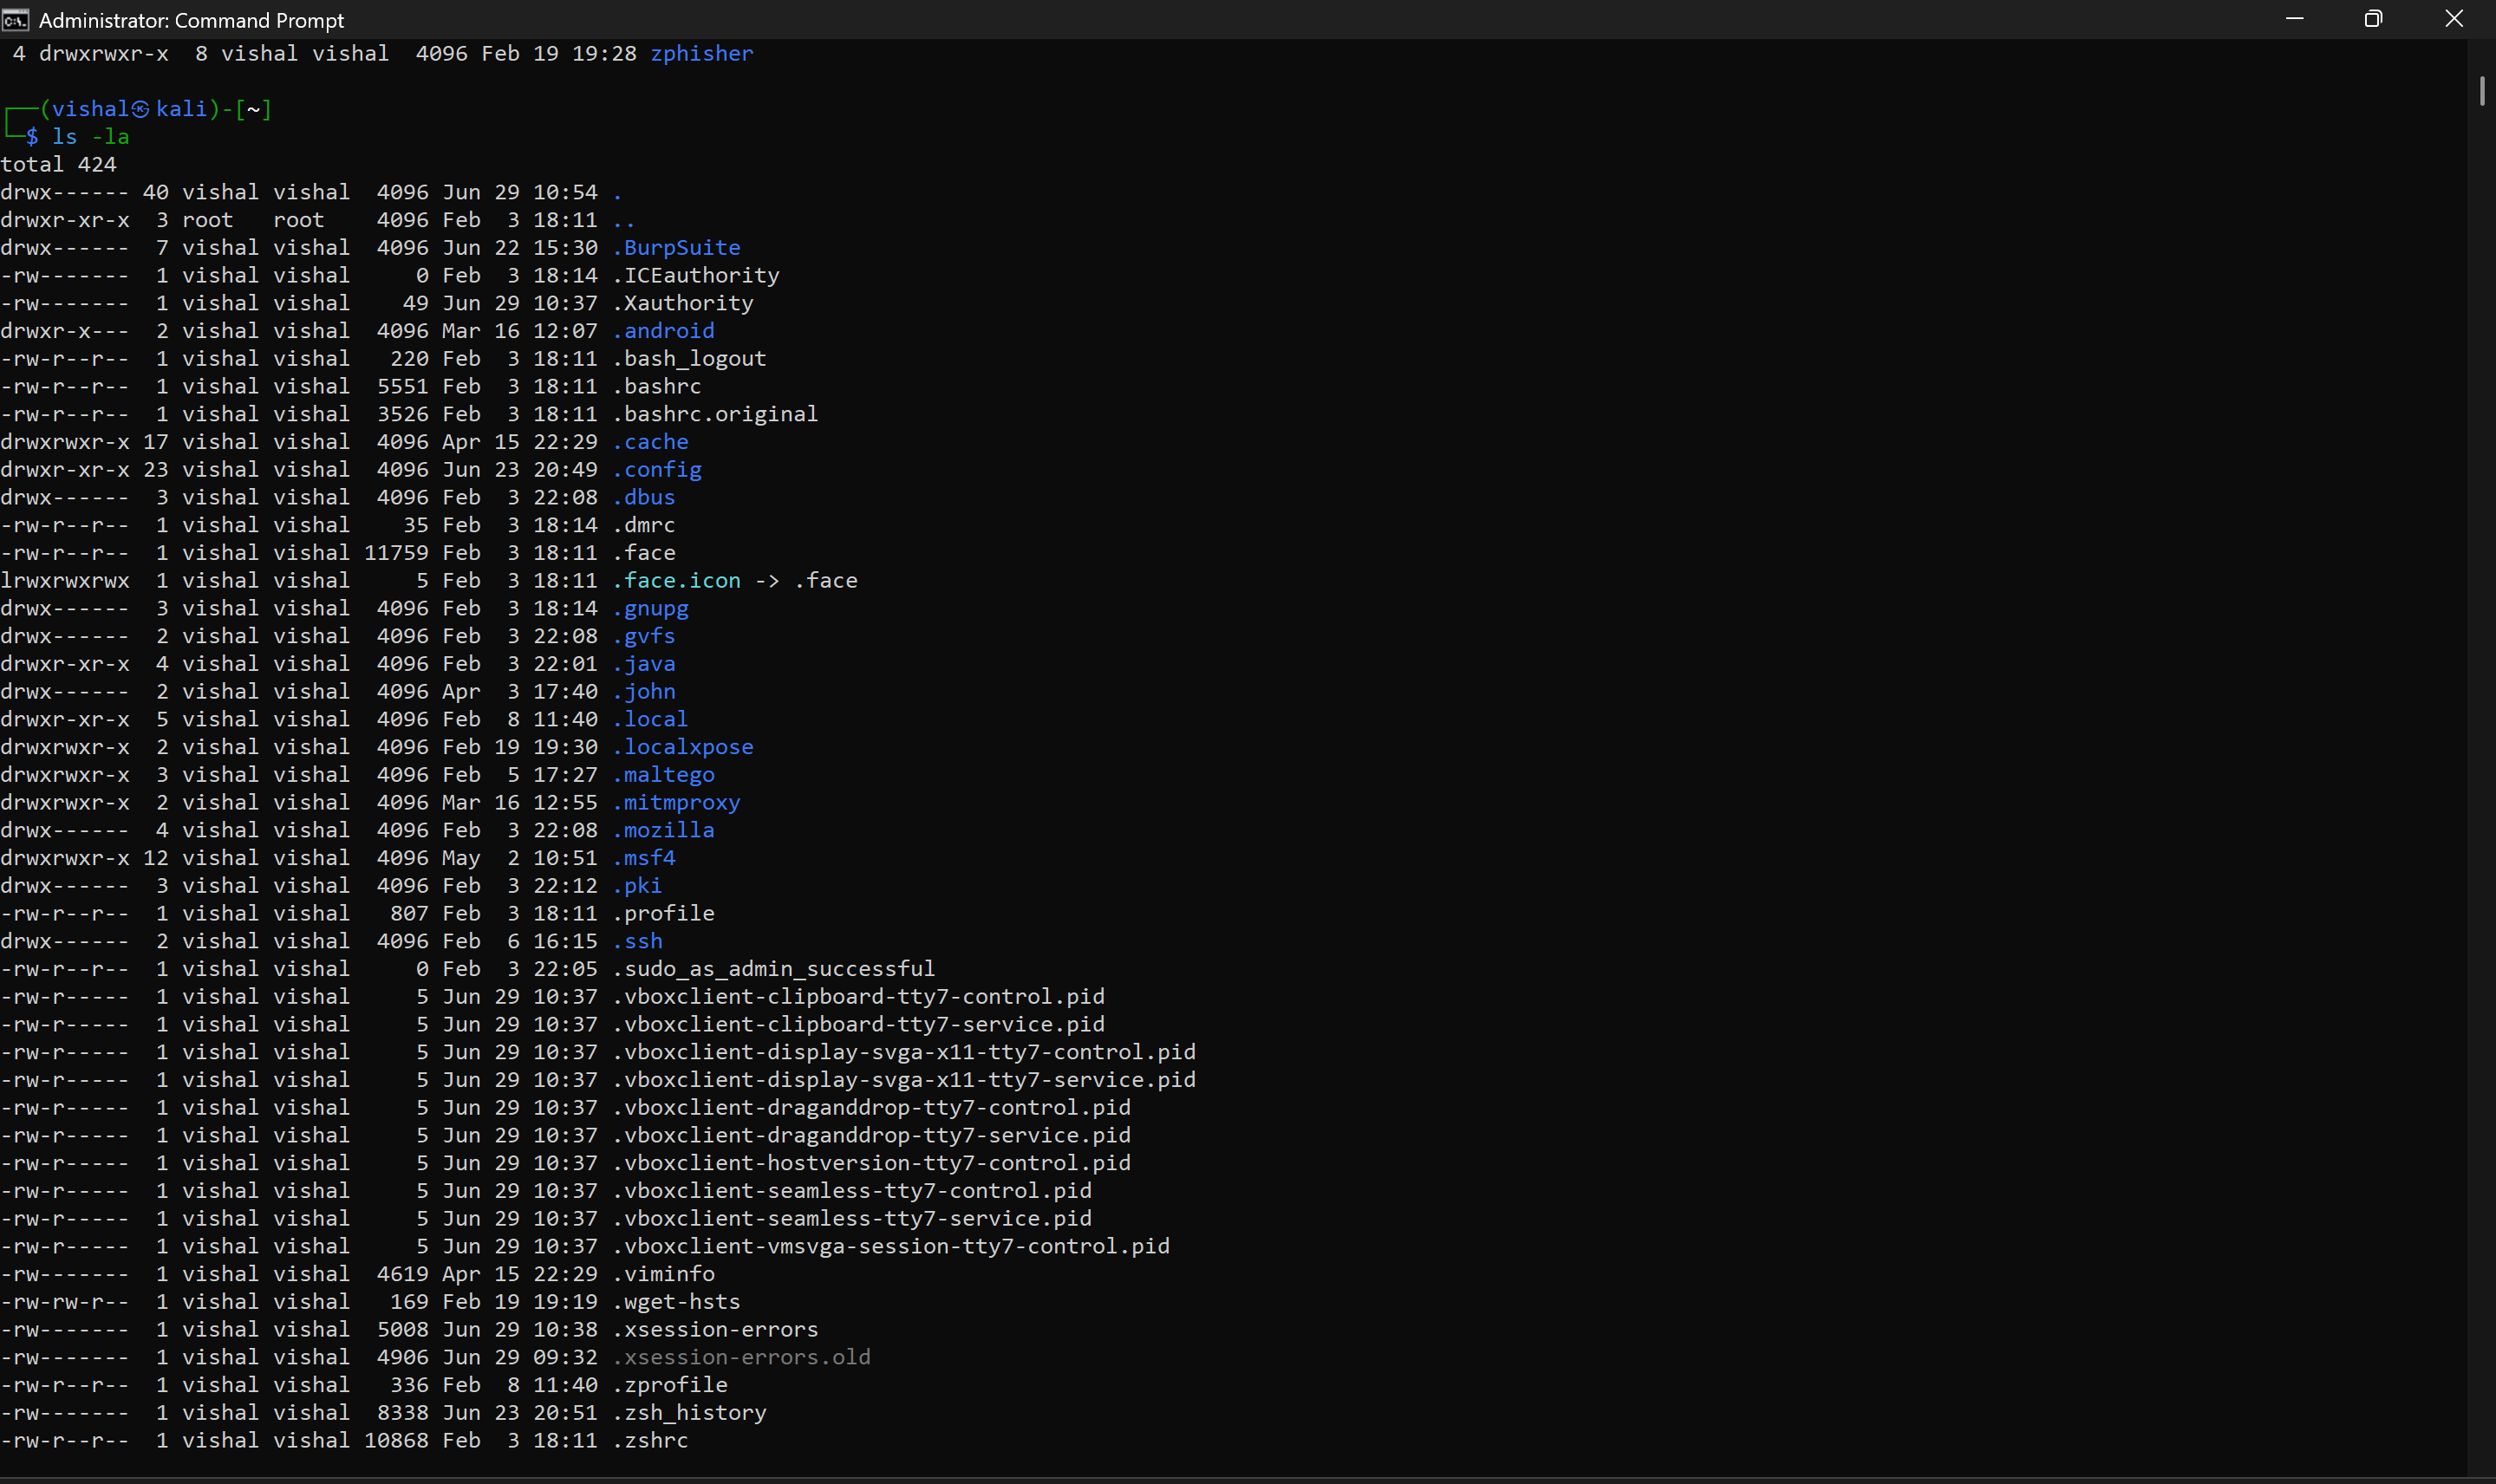 Administrator: Command Prompt
 4 drwxrwxr-x  8 vishal vishal  4096 Feb 19 19:28 zphisher
┌──(vishal㉿kali)-[~]
└─$ ls -la
total 424
drwx------ 40 vishal vishal  4096 Jun 29 10:54 .
drwxr-xr-x  3 root   root    4096 Feb  3 18:11 ..
drwx------  7 vishal vishal  4096 Jun 22 15:30 .BurpSuite
-rw-------  1 vishal vishal     0 Feb  3 18:14 .ICEauthority
-rw-------  1 vishal vishal    49 Jun 29 10:37 .Xauthority
drwxr-x---  2 vishal vishal  4096 Mar 16 12:07 .android
-rw-r--r--  1 vishal vishal   220 Feb  3 18:11 .bash_logout
-rw-r--r--  1 vishal vishal  5551 Feb  3 18:11 .bashrc
-rw-r--r--  1 vishal vishal  3526 Feb  3 18:11 .bashrc.original
drwxrwxr-x 17 vishal vishal  4096 Apr 15 22:29 .cache
drwxr-xr-x 23 vishal vishal  4096 Jun 23 20:49 .config
drwx------  3 vishal vishal  4096 Feb  3 22:08 .dbus
-rw-r--r--  1 vishal vishal    35 Feb  3 18:14 .dmrc
-rw-r--r--  1 vishal vishal 11759 Feb  3 18:11 .face
lrwxrwxrwx  1 vishal vishal     5 Feb  3 18:11 .face.icon -> .face
drwx------  3 vishal vishal  4096 Feb  3 18:14 .gnupg
drwx------  2 vishal vishal  4096 Feb  3 22:08 .gvfs
drwxr-xr-x  4 vishal vishal  4096 Feb  3 22:01 .java
drwx------  2 vishal vishal  4096 Apr  3 17:40 .john
drwxr-xr-x  5 vishal vishal  4096 Feb  8 11:40 .local
drwxrwxr-x  2 vishal vishal  4096 Feb 19 19:30 .localxpose
drwxrwxr-x  3 vishal vishal  4096 Feb  5 17:27 .maltego
drwxrwxr-x  2 vishal vishal  4096 Mar 16 12:55 .mitmproxy
drwx------  4 vishal vishal  4096 Feb  3 22:08 .mozilla
drwxrwxr-x 12 vishal vishal  4096 May  2 10:51 .msf4
drwx------  3 vishal vishal  4096 Feb  3 22:12 .pki
-rw-r--r--  1 vishal vishal   807 Feb  3 18:11 .profile
drwx------  2 vishal vishal  4096 Feb  6 16:15 .ssh
-rw-r--r--  1 vishal vishal     0 Feb  3 22:05 .sudo_as_admin_successful
-rw-r-----  1 vishal vishal     5 Jun 29 10:37 .vboxclient-clipboard-tty7-control.pid
-rw-r-----  1 vishal vishal     5 Jun 29 10:37 .vboxclient-clipboard-tty7-service.pid
-rw-r-----  1 vishal vishal     5 Jun 29 10:37 .vboxclient-display-svga-x11-tty7-control.pid
-rw-r-----  1 vishal vishal     5 Jun 29 10:37 .vboxclient-display-svga-x11-tty7-service.pid
-rw-r-----  1 vishal vishal     5 Jun 29 10:37 .vboxclient-draganddrop-tty7-control.pid
-rw-r-----  1 vishal vishal     5 Jun 29 10:37 .vboxclient-draganddrop-tty7-service.pid
-rw-r-----  1 vishal vishal     5 Jun 29 10:37 .vboxclient-hostversion-tty7-control.pid
-rw-r-----  1 vishal vishal     5 Jun 29 10:37 .vboxclient-seamless-tty7-control.pid
-rw-r-----  1 vishal vishal     5 Jun 29 10:37 .vboxclient-seamless-tty7-service.pid
-rw-r-----  1 vishal vishal     5 Jun 29 10:37 .vboxclient-vmsvga-session-tty7-control.pid
-rw-------  1 vishal vishal  4619 Apr 15 22:29 .viminfo
-rw-rw-r--  1 vishal vishal   169 Feb 19 19:19 .wget-hsts
-rw-------  1 vishal vishal  5008 Jun 29 10:38 .xsession-errors
-rw-------  1 vishal vishal  4906 Jun 29 09:32 .xsession-errors.old
-rw-r--r--  1 vishal vishal   336 Feb  8 11:40 .zprofile
-rw-------  1 vishal vishal  8338 Jun 23 20:51 .zsh_history
-rw-r--r--  1 vishal vishal 10868 Feb  3 18:11 .zshrc